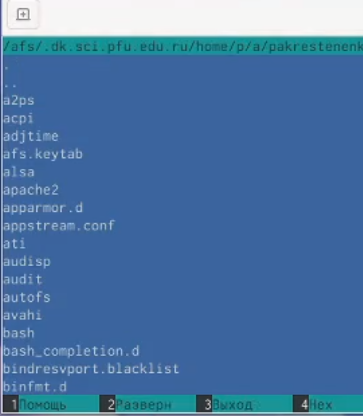 /afs/.dk.sci.pfu.edu.ru/home/p/a/pakrestenenk
.
..
a2ps
acpi
adjtime
afs.keytab
alsa
apache2
apparmor.d
appstream.conf
ati
audisp
audit
autofs
avahi
bash
bash_completion.d
bindresvport.blacklist
binfmt.d
1Помощь 2Разверн 3Выход 4Hex